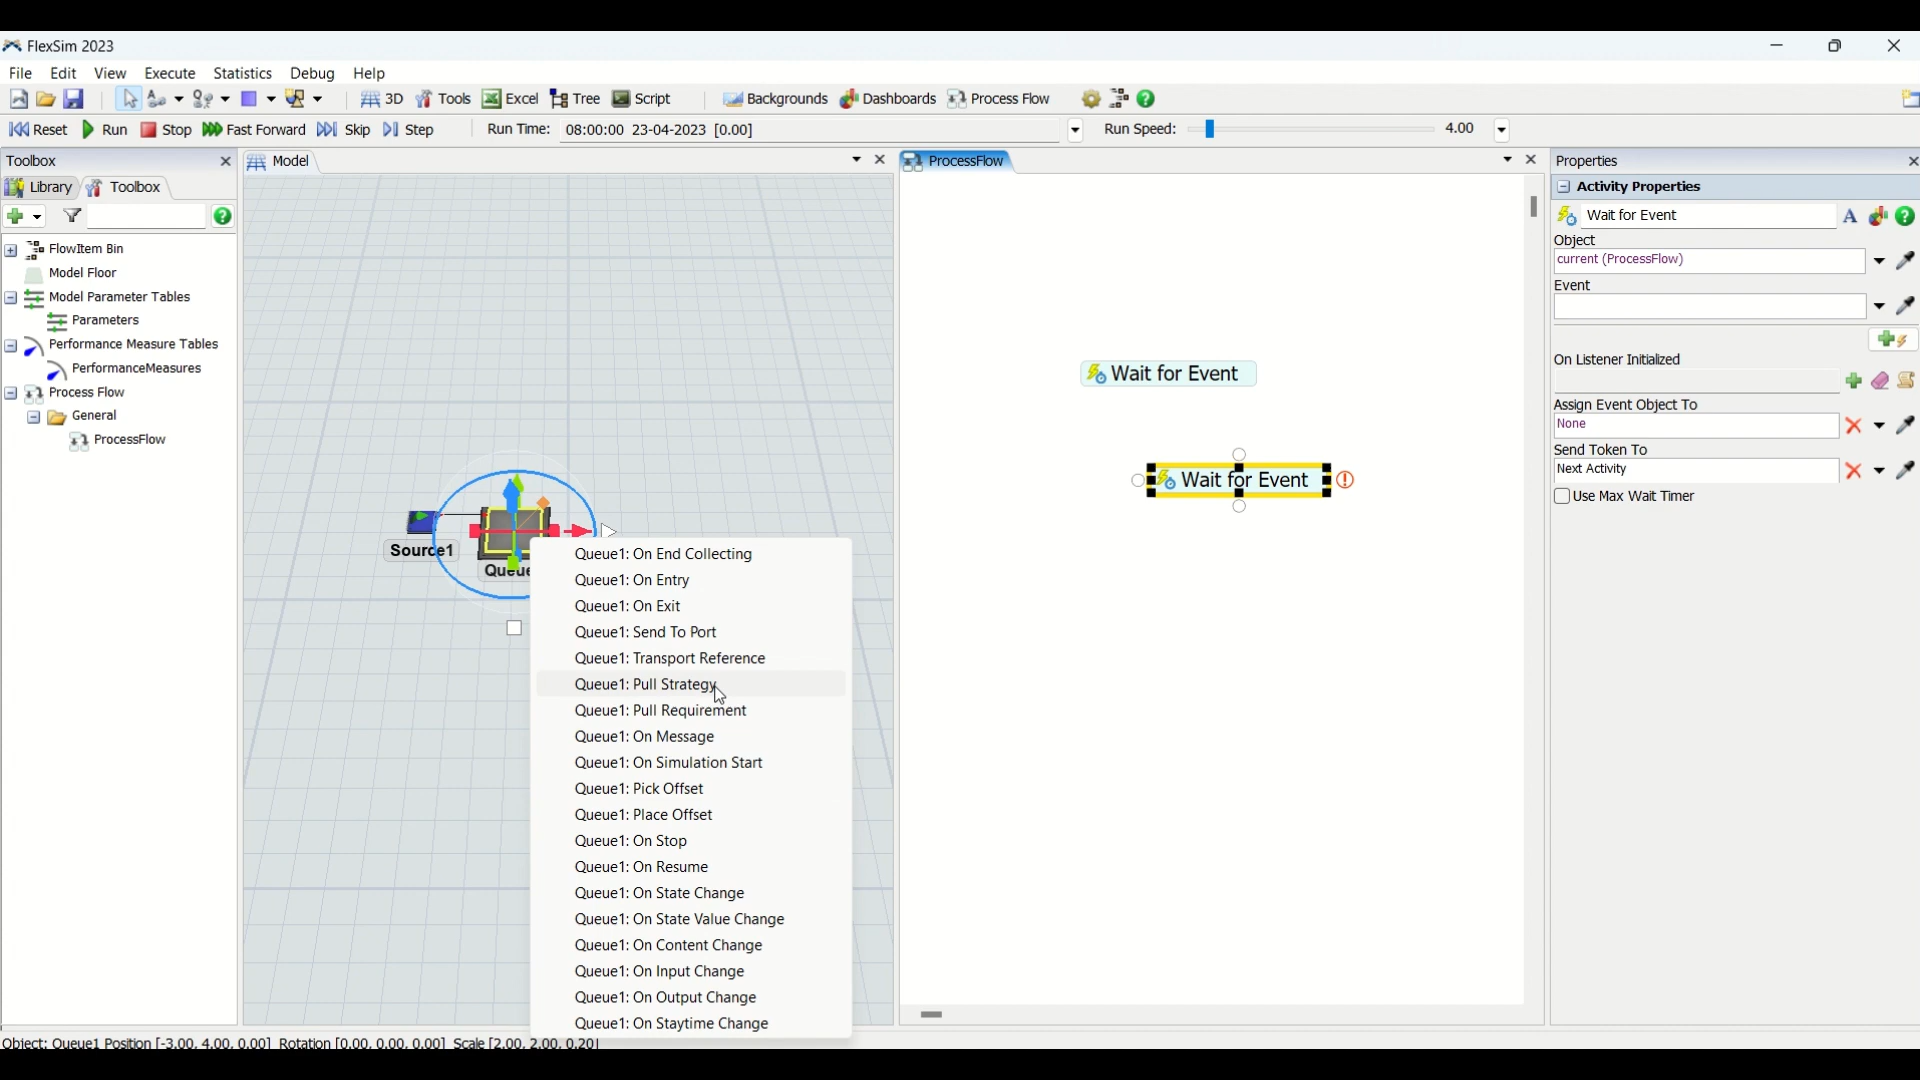 FlexSim 2023
File Edit View Execute Statistics Debug Help
3D Tools Excel Tree Script Backgrounds Dashboards Process Flow
Reset Run Stop Fast Forward Skip Step Run Time: 08:00:00 23-04-2023 [0.00] Run Speed: 4.00
Toolbox
Library Toolbox
FlowItem Bin
Model Floor
Model Parameter Tables
Parameters
Performance Measure Tables
PerformanceMeasures
Process Flow
General
ProcessFlow
Model
Source1
Queue
Queue1: On End Collecting
Queue1: On Entry
Queue1: On Exit
Queue1: Send To Port
Queue1: Transport Reference
Queue1: Pull Strategy
Queue1: Pull Requirement
Queue1: On Message
Queue1: On Simulation Start
Queue1: Pick Offset
Queue1: Place Offset
Queue1: On Stop
Queue1: On Resume
Queue1: On State Change
Queue1: On State Value Change
Queue1: On Content Change
Queue1: On Input Change
Queue1: On Output Change
Queue1: On Staytime Change
ProcessFlow
Wait for Event
Wait for Event
Properties
Activity Properties
Wait for Event
Object
current (ProcessFlow)
Event
On Listener Initialized
Assign Event Object To
None
Send Token To
Next Activity
Use Max Wait Timer
Object: Queue1 Position [-3.00, 4.00, 0.00] Rotation [0.00, 0.00, 0.00] Scale [2.00, 2.00, 0.20]